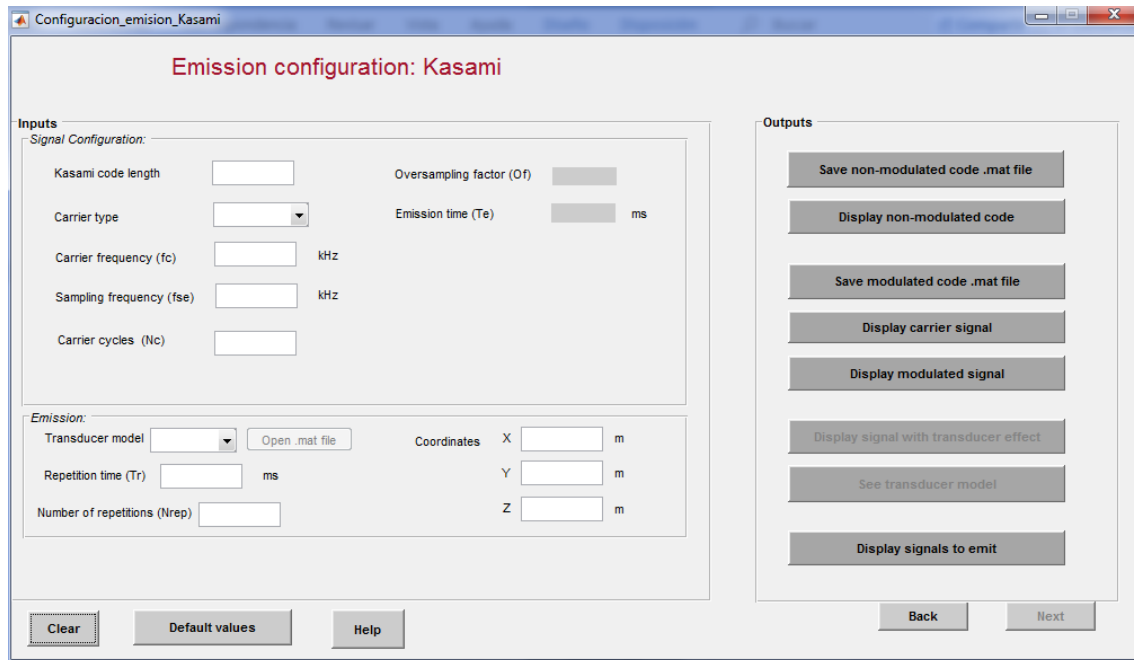 Configuracion_emision_Kasami
Emission configuration: Kasami
Inputs
Signal Configuration:
Kasami code length
Oversampling factor (Of)
Carrier type
Emission time (Te) ms
Carrier frequency (fc) kHz
Sampling frequency (fse) kHz
Carrier cycles (Nc)
Emission:
Transducer model Open .mat file
Repetition time (Tr) ms
Number of repetitions (Nrep)
Coordinates X m
Y m
Z m
Outputs
Save non-modulated code .mat file
Display non-modulated code
Save modulated code .mat file
Display carrier signal
Display modulated signal
Display signal with transducer effect
See transducer model
Display signals to emit
Clear Default values Help Back Next